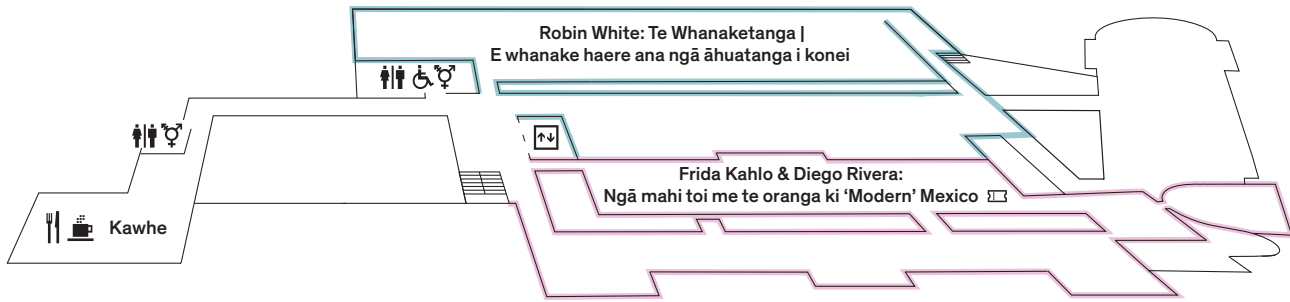 Robin White: Te Whanaketanga |
E whanake haere ana ngā āhuatanga i konei
Frida Kahlo & Diego Rivera:
Ngā mahi toi me te oranga ki ‘Modern’ Mexico
Kawhe